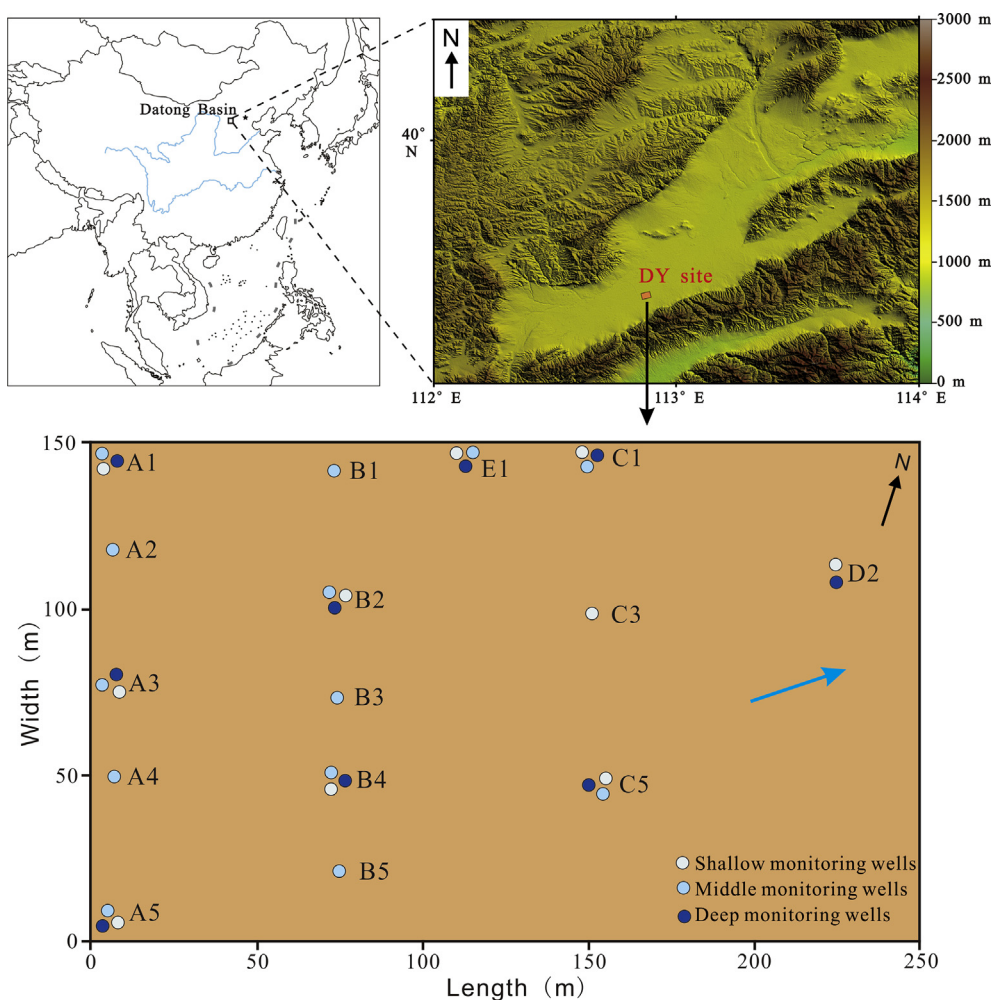 Datong Basin
N
40°
N
DY site
112° E
113° E
114° E
3000 m
2500 m
2000 m
1500 m
1000 m
500 m
0 m
150
100
50
0
Width (m)
A1
B1
E1
C1
N
A2
D2
B2
C3
A3
B3
A4
B4
C5
B5
A5
Shallow monitoring wells
Middle monitoring wells
Deep monitoring wells
0
50
100
150
200
250
Length (m)